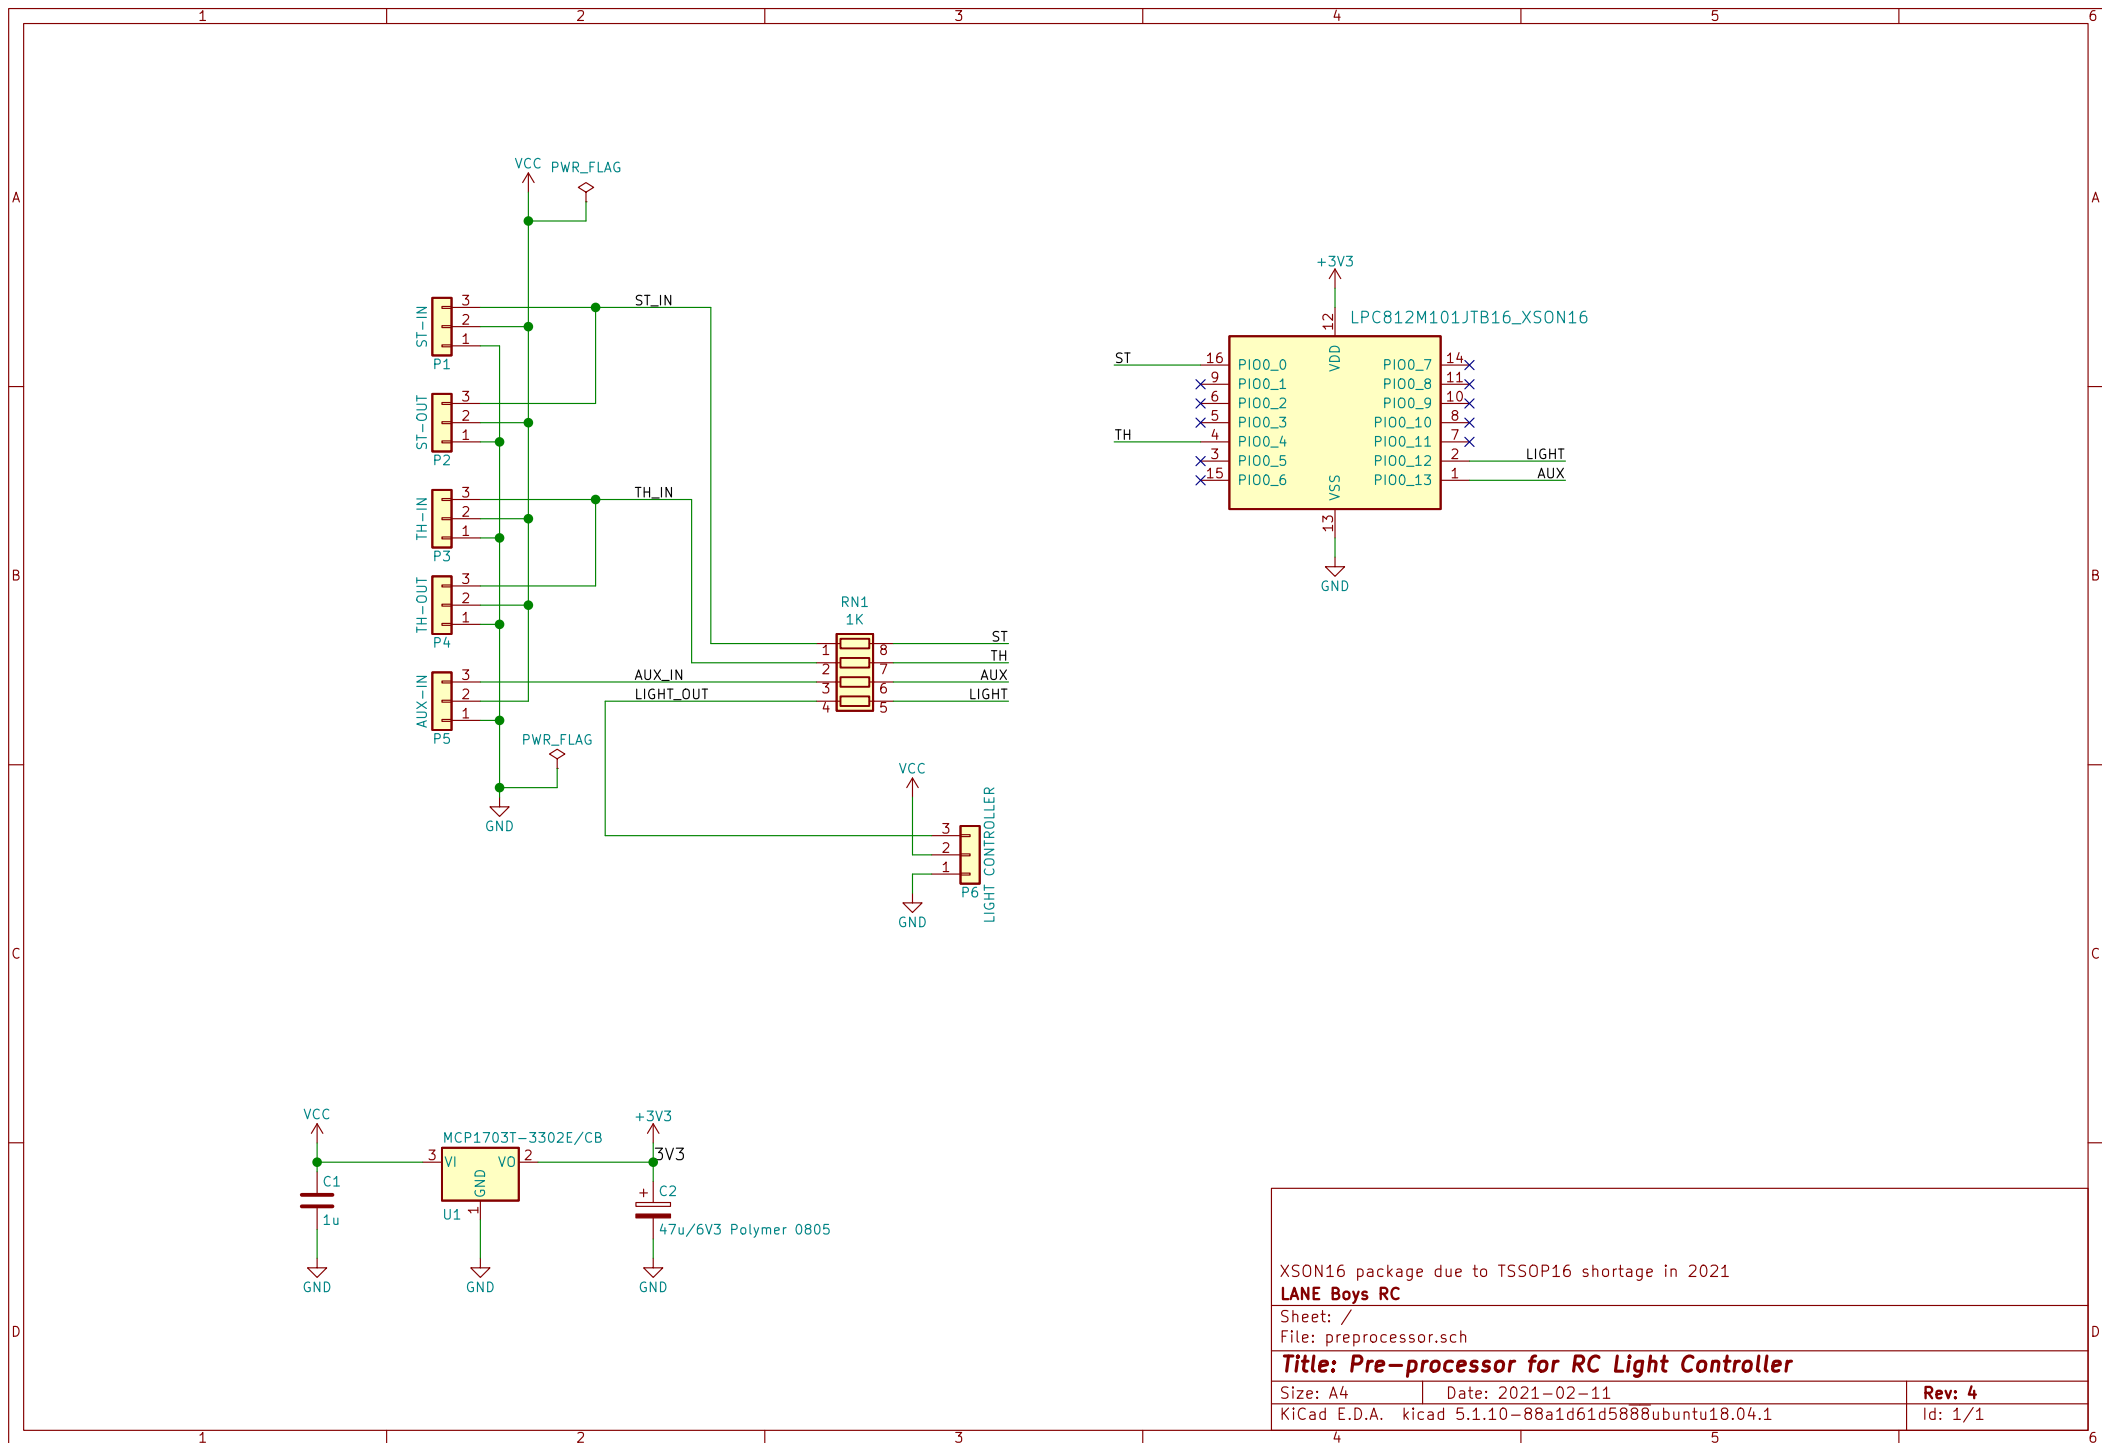 1 2 3 4 5 6
A A
B B
C C
D D
VCC PWR_FLAG
ST-IN
3
2
1
P1
ST_IN
ST-OUT
3
2
1
P2
TH-IN
3
2
1
P3
TH_IN
TH-OUT
3
2
1
P4
AUX-IN
3
2
1
P5
AUX_IN
LIGHT_OUT
PWR_FLAG
GND
RN1
1K
1 8 ST
2 7 TH
3 6 AUX
4 5 LIGHT
VCC
3
2
1
P6
LIGHT CONTROLLER
GND
+3V3
12
LPC812M101JTB16_XSON16
VDD
ST 16 PIO0_0 PIO0_7 14
9 PIO0_1 PIO0_8 11
6 PIO0_2 PIO0_9 10
5 PIO0_3 PIO0_10 8
TH 4 PIO0_4 PIO0_11 7
3 PIO0_5 PIO0_12 2 LIGHT
15 PIO0_6 PIO0_13 1 AUX
VSS
13
GND
VCC
C1
1u
GND
MCP1703T-3302E/CB
3 VI VO 2
GND
1
U1
GND
+3V3
3V3
+ C2
47u/6V3 Polymer 0805
GND
XSON16 package due to TSSOP16 shortage in 2021
LANE Boys RC
Sheet: /
File: preprocessor.sch
Title: Pre-processor for RC Light Controller
Size: A4 Date: 2021-02-11 Rev: 4
KiCad E.D.A. kicad 5.1.10-88a1d61d5888ubuntu18.04.1 Id: 1/1
1 2 3 4 5 6